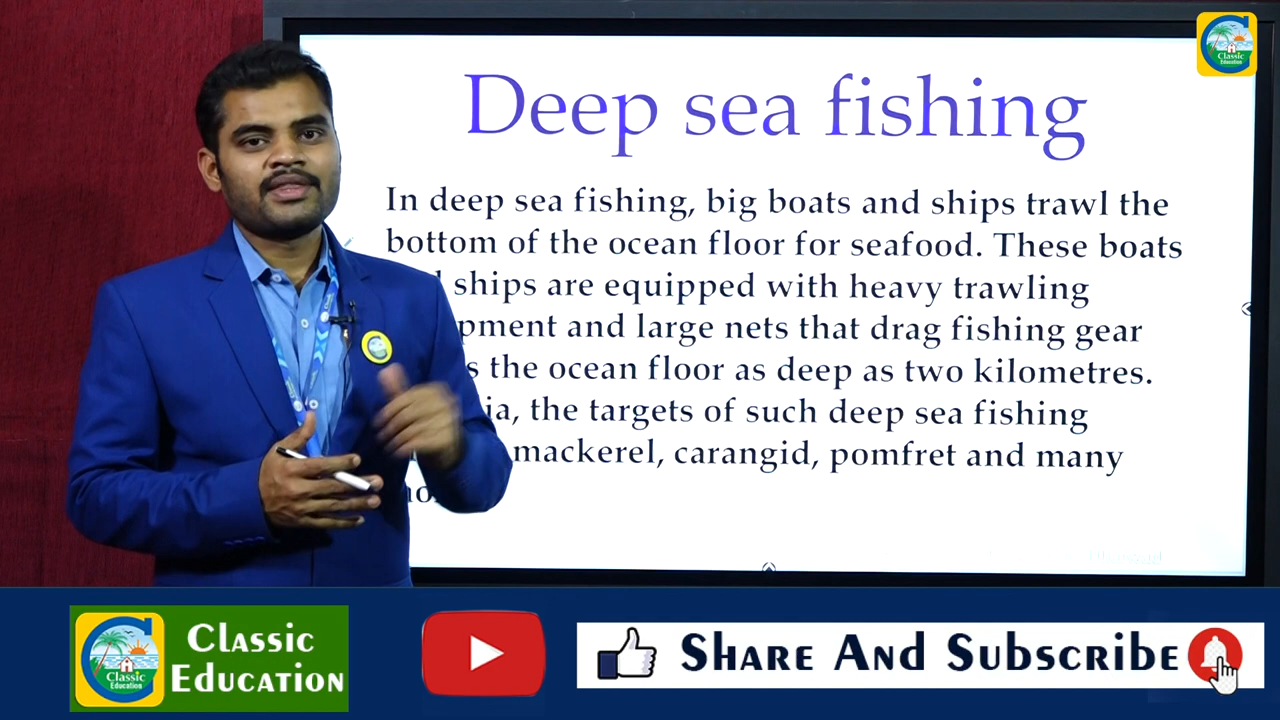 Deep sea fishing
In deep sea fishing, big boats and ships trawl the
bottom of the ocean floor for seafood. These boats
ships are equipped with heavy trawling
and large nets that drag fishing gear
the ocean floor as deep as two kilometres.
the targets of such deep sea fishing
mackerel, carangid, pomfret and many
Classic
Education
Classic
Education
Classic
Education
Share And Subscribe